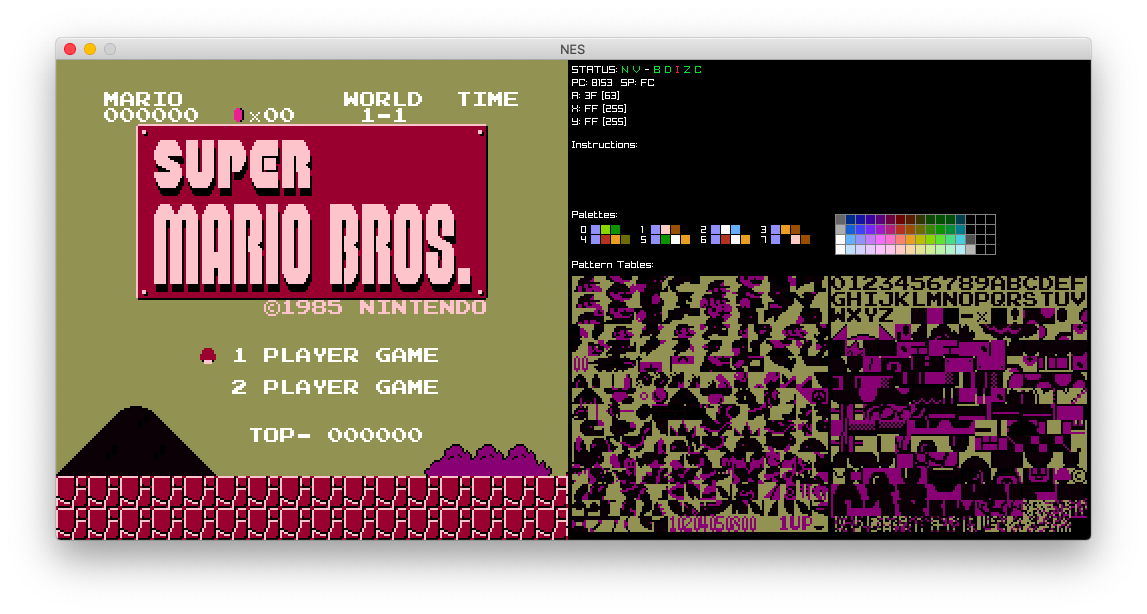 NES
MARIO WORLD TIME
000000 x00 1-1
SUPER
MARIO BROS.
©1985 NINTENDO
1 PLAYER GAME
2 PLAYER GAME
TOP- 000000
STATUS: N V - B D I Z C
PC: 8153 SP: FC
A: 3F [63]
X: FF [255]
Y: FF [255]
Instructions:
Palettes:
0 1 2 3
4 5 6 7
Pattern Tables:
0123456789ABCDEF
GHIJKLMNOPQRSTUV
WXYZ
1UP